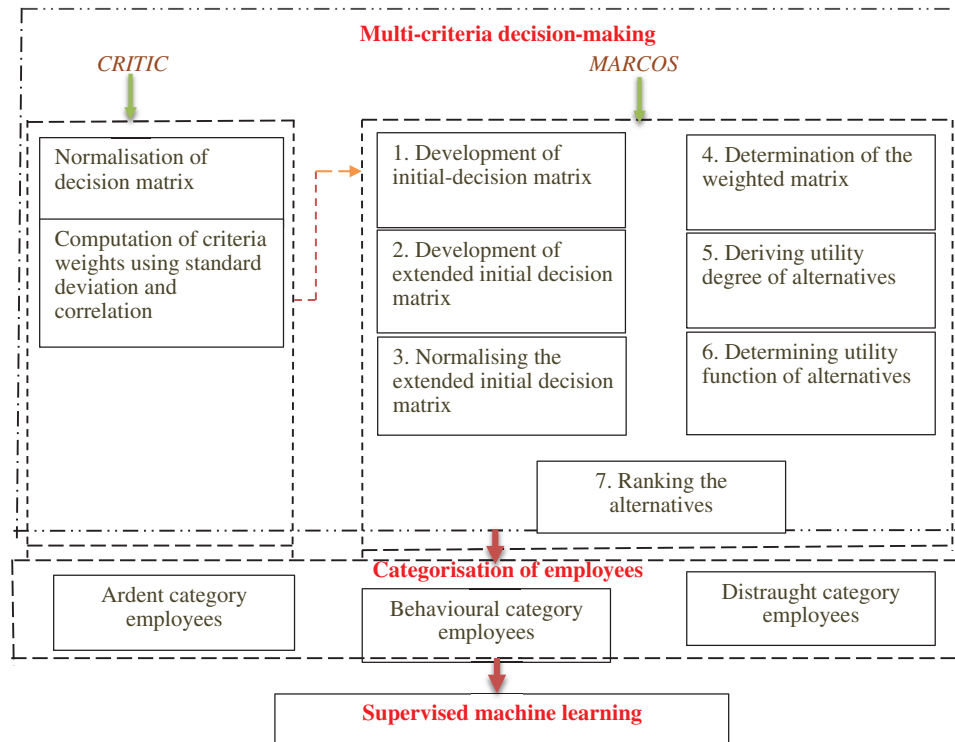 Multi-criteria decision-making
CRITIC
MARCOS
Normalisation of
decision matrix
Computation of criteria
weights using standard
deviation and
correlation
1. Development of
initial-decision matrix
2. Development of
extended initial decision
matrix
3. Normalising the
extended initial decision
matrix
4. Determination of the
weighted matrix
5. Deriving utility
degree of alternatives
6. Determining utility
function of alternatives
7. Ranking the
alternatives
Categorisation of employees
Ardent category
employees
Behavioural category
employees
Distraught category
employees
Supervised machine learning